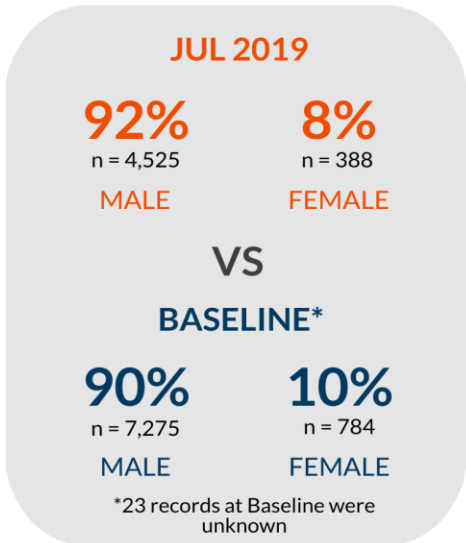 JUL 2019
92% 8%
n = 4,525 n = 388
MALE FEMALE
VS
BASELINE*
90% 10%
n = 7,275 n = 784
MALE FEMALE
*23 records at Baseline were
unknown